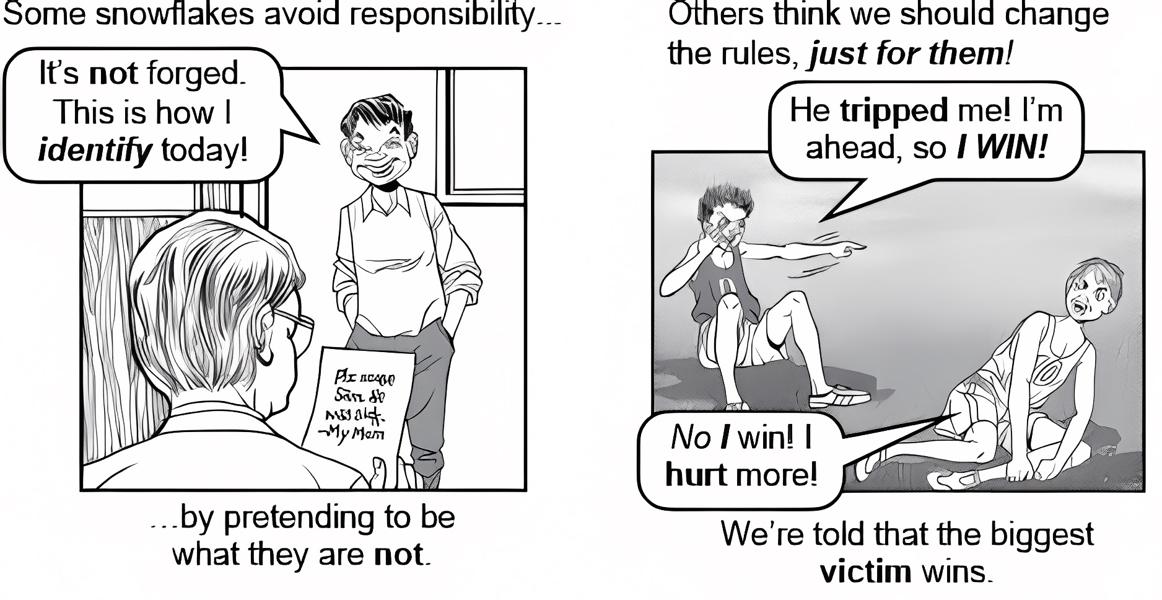 Some snowflakes avoid responsibility...
It's not forged.
This is how I
identify today!
-My Mom
...by pretending to be
what they are not.
Others think we should change
the rules, just for them!
He tripped me! I'm
ahead, so I WIN!
No I win! I
hurt more!
We're told that the biggest
victim wins.